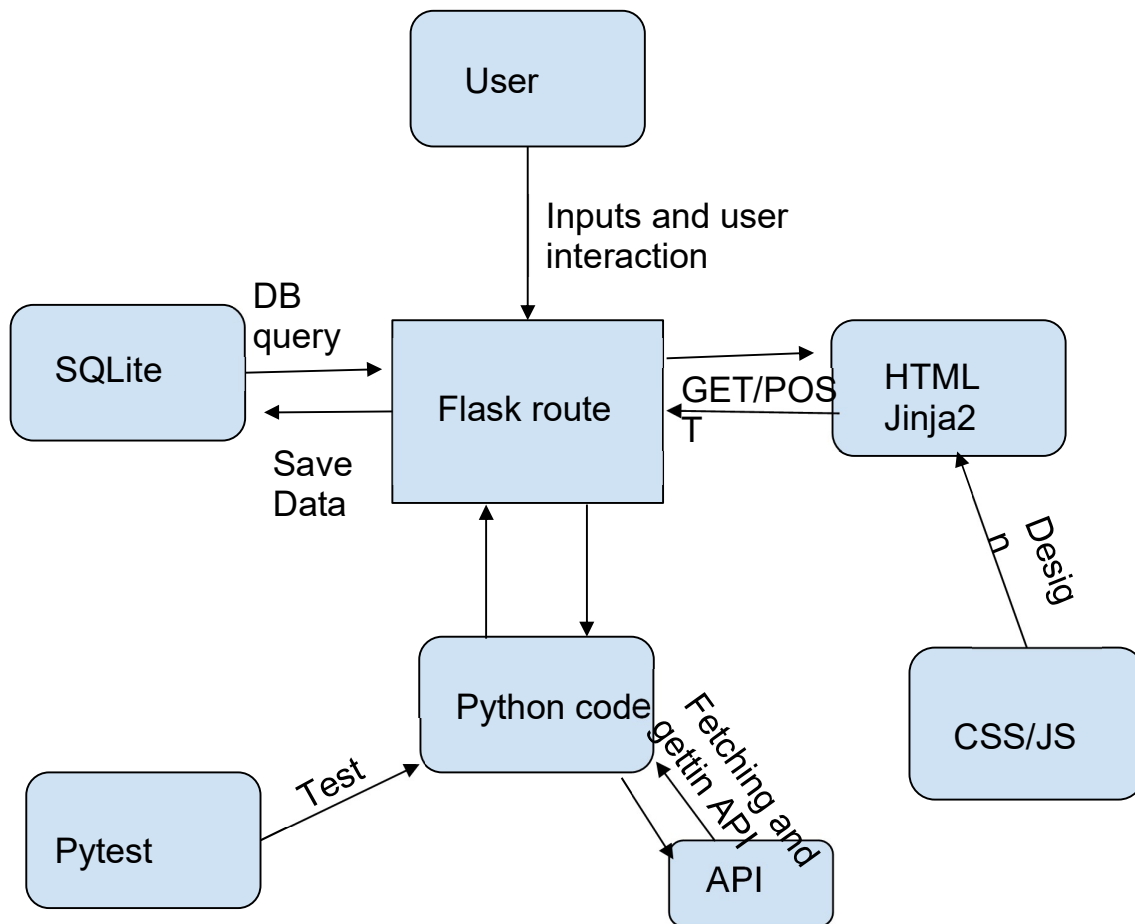 User
Inputs and user
interaction
DB
query
SQLite
Save
Data
Flask route
GET/POS
T
HTML
Jinja2
Desig
n
CSS/JS
Python code
Fetching and
gettin API
API
Test
Pytest